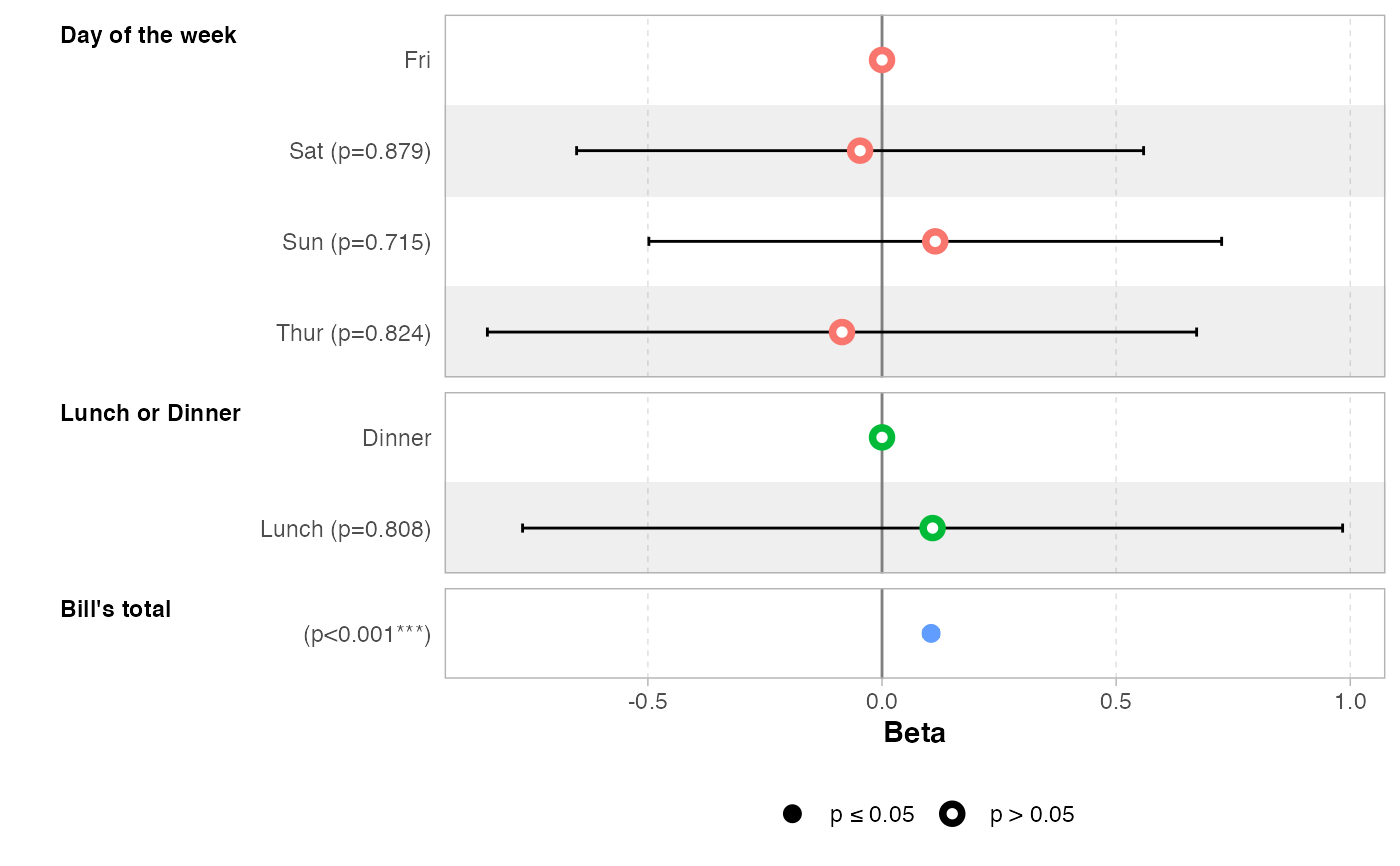 Day of the week
Fri
Sat (p=0.879)
Sun (p=0.715)
Thur (p=0.824)
Lunch or Dinner
Dinner
Lunch (p=0.808)
Bill's total
(p<0.001***)
-0.5 0.0 0.5 1.0
Beta
p ≤ 0.05 p > 0.05